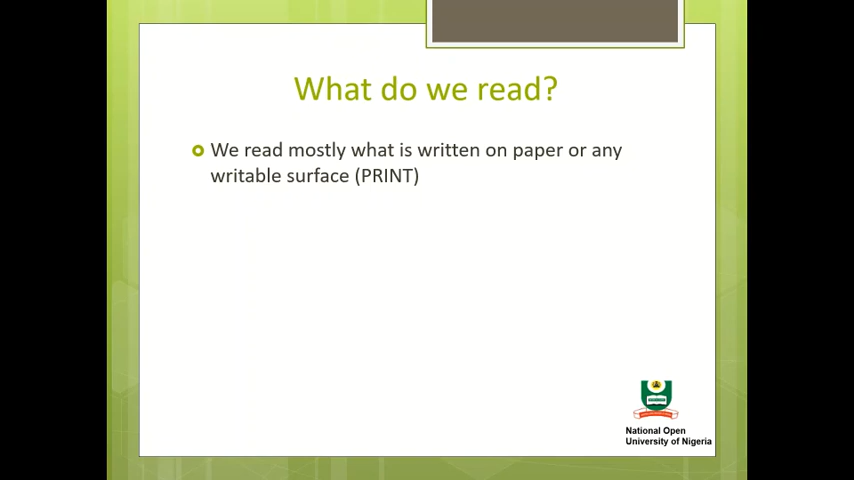 What do we read?
We read mostly what is written on paper or any
writable surface (PRINT)
National Open
University of Nigeria